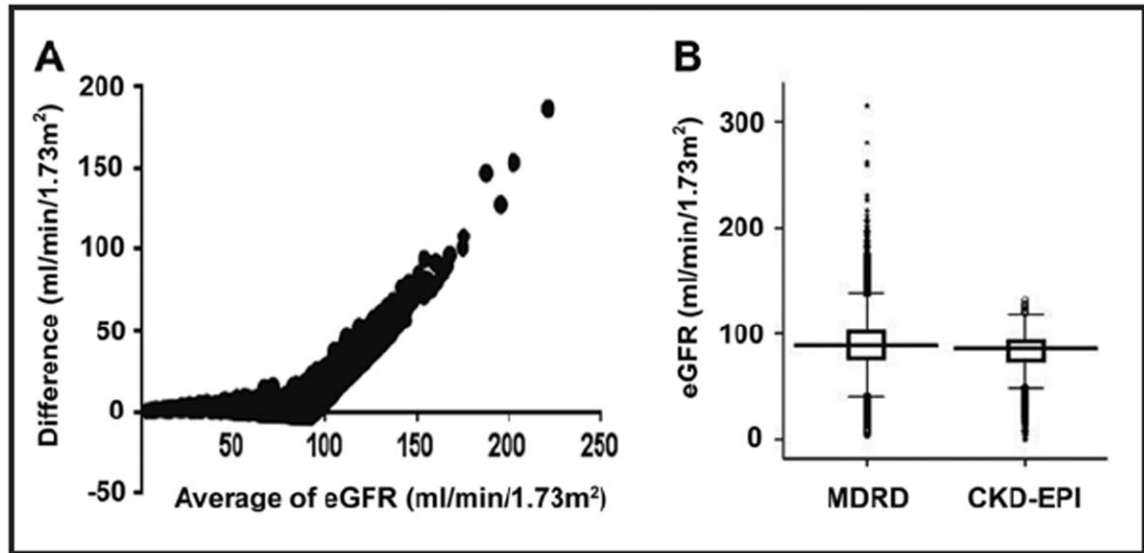 A
Difference (ml/min/1.73m²)
200
150
100
50
0
-50
50 100 150 200 250
Average of eGFR (ml/min/1.73m²)
B
eGFR (ml/min/1.73m²)
300
200
100
0
MDRD CKD-EPI